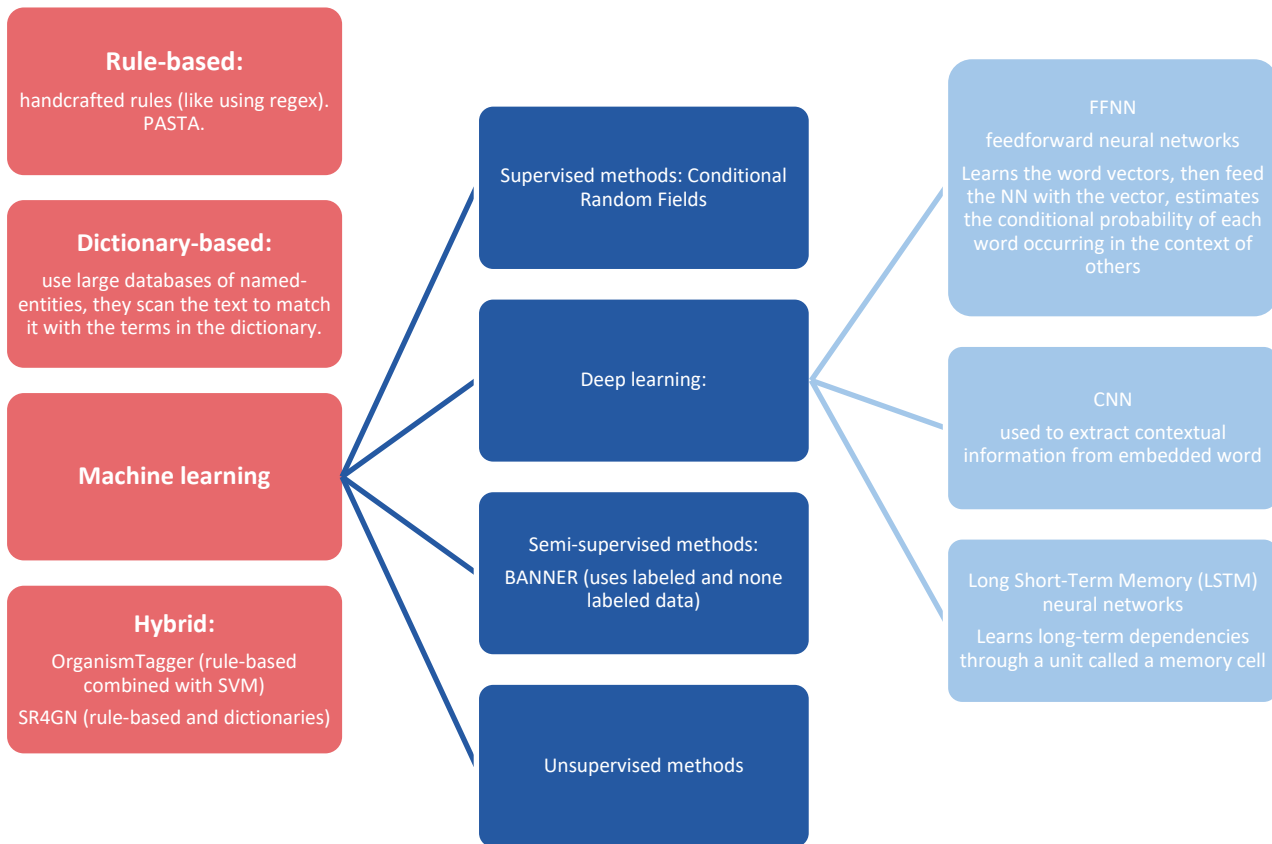 Rule-based:
handcrafted rules (like using regex).
PASTA.
Dictionary-based:
use large databases of named-
entities, they scan the text to match
it with the terms in the dictionary.
Machine learning
Hybrid:
OrganismTagger (rule-based
combined with SVM)
SR4GN (rule-based and dictionaries)
Supervised methods: Conditional
Random Fields
Deep learning:
Semi-supervised methods:
BANNER (uses labeled and none
labeled data)
Unsupervised methods
FFNN
feedforward neural networks
Learns the word vectors, then feed
the NN with the vector, estimates
the conditional probability of each
word occurring in the context of
others
CNN
used to extract contextual
information from embedded word
Long Short-Term Memory (LSTM)
neural networks
Learns long-term dependencies
through a unit called a memory cell